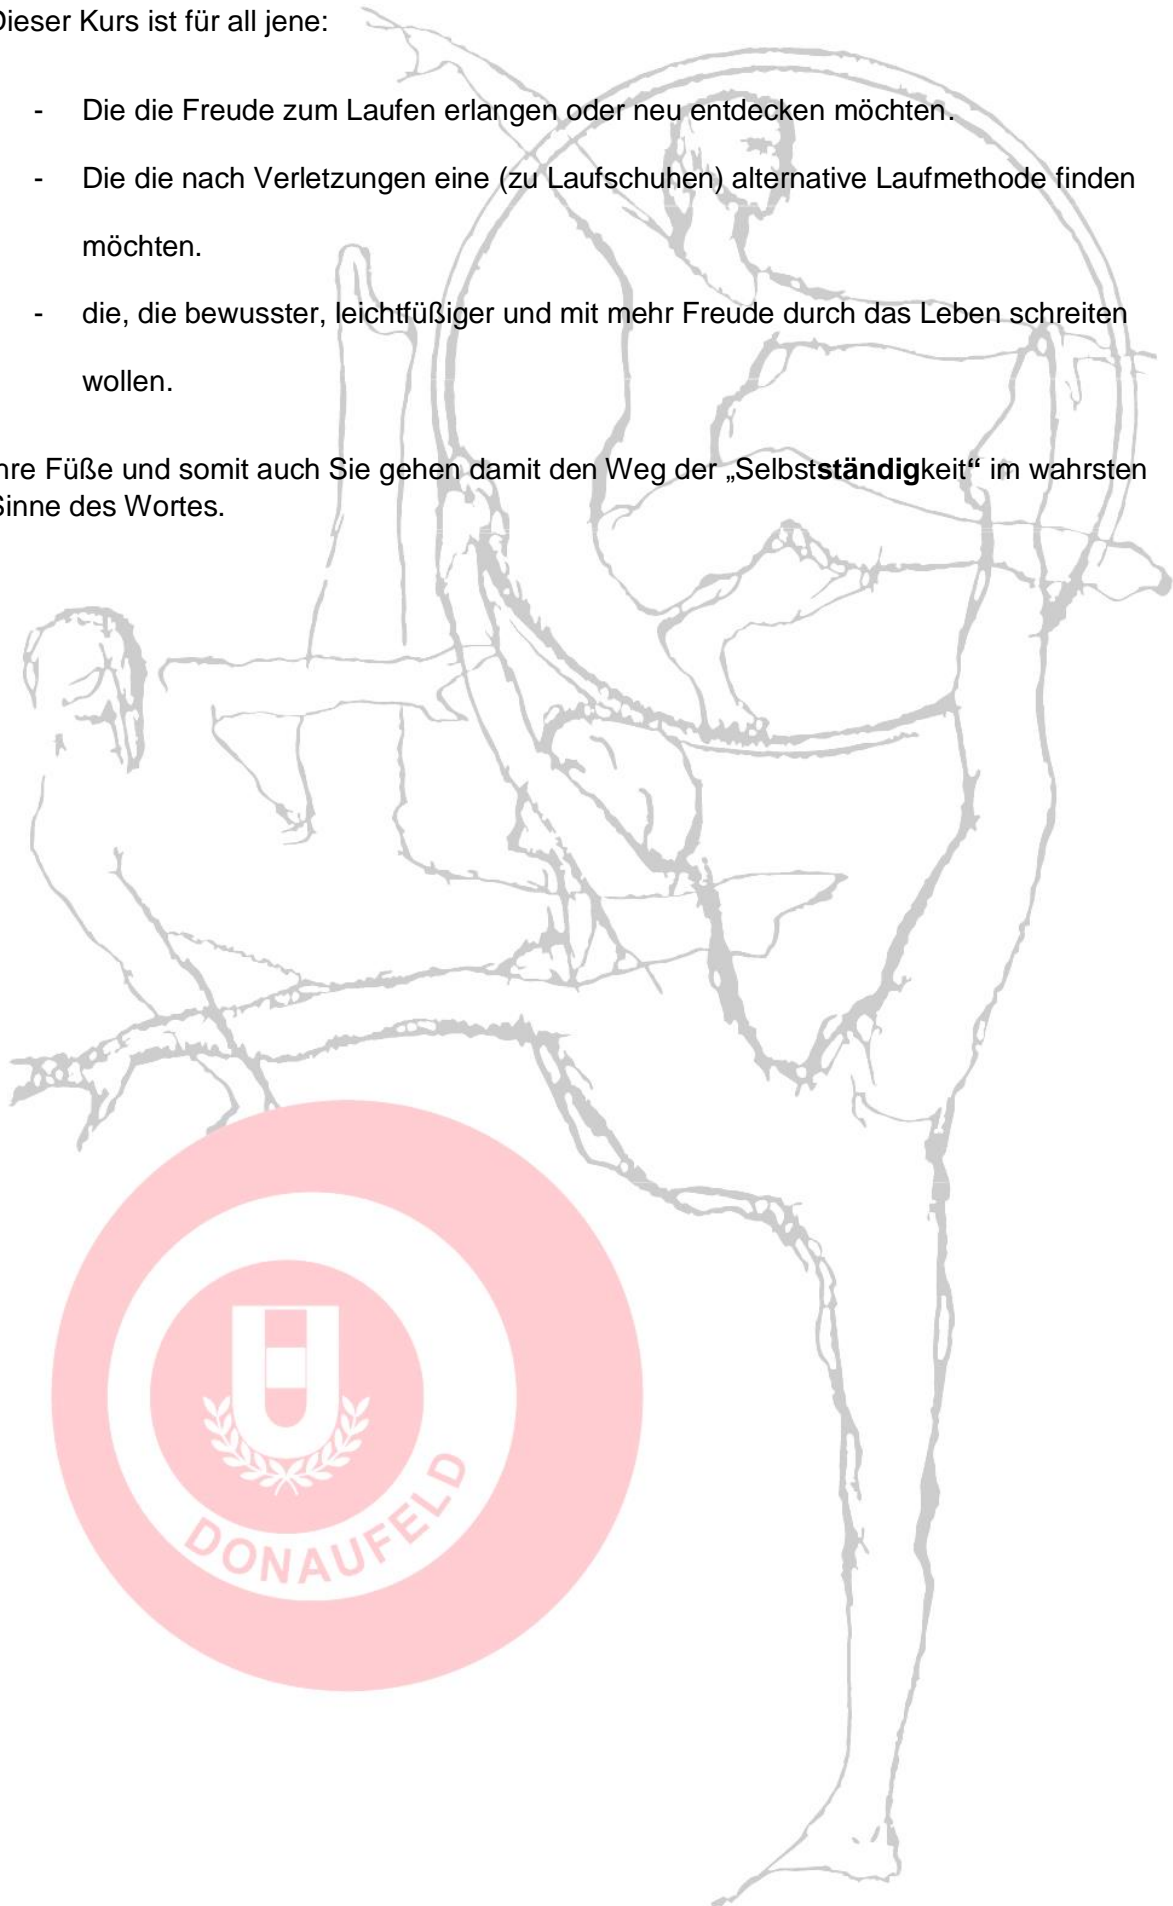 Dieser Kurs ist für all jene:
- Die die Freude zum Laufen erlangen oder neu entdecken möchten.
- Die die nach Verletzungen eine (zu Laufschuhen) alternative Laufmethode finden
möchten.
- die, die bewusster, leichtfüßiger und mit mehr Freude durch das Leben schreiten
wollen.
Ihre Füße und somit auch Sie gehen damit den Weg der „Selbstständigkeit“ im wahrsten
Sinne des Wortes.
U
DONAUFELD